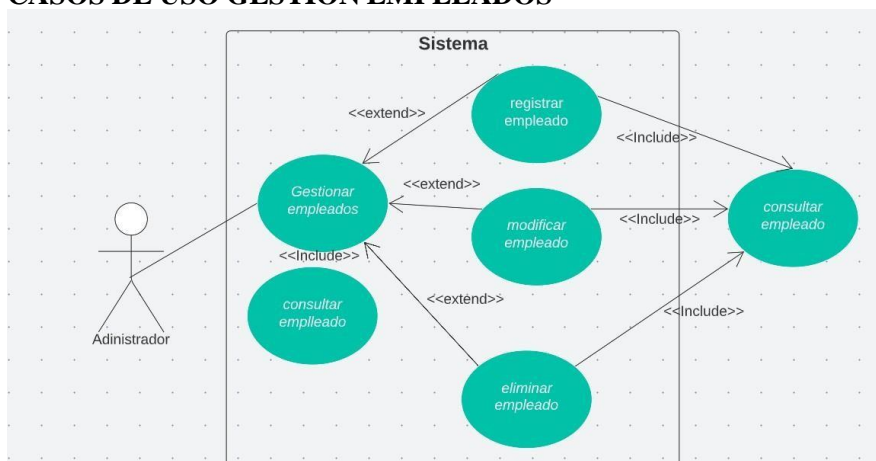 CASOS DE USO GESTION EMPLEADOS
Sistema
registrar
empleado
<<extend>>
<<Include>>
Gestionar
empleados
<<extend>>
modificar
empleado
<<Include>>
consultar
empleado
<<Include>>
consultar
emplleado
<<extend>>
<<Include>>
Adinistrador
eliminar
empleado